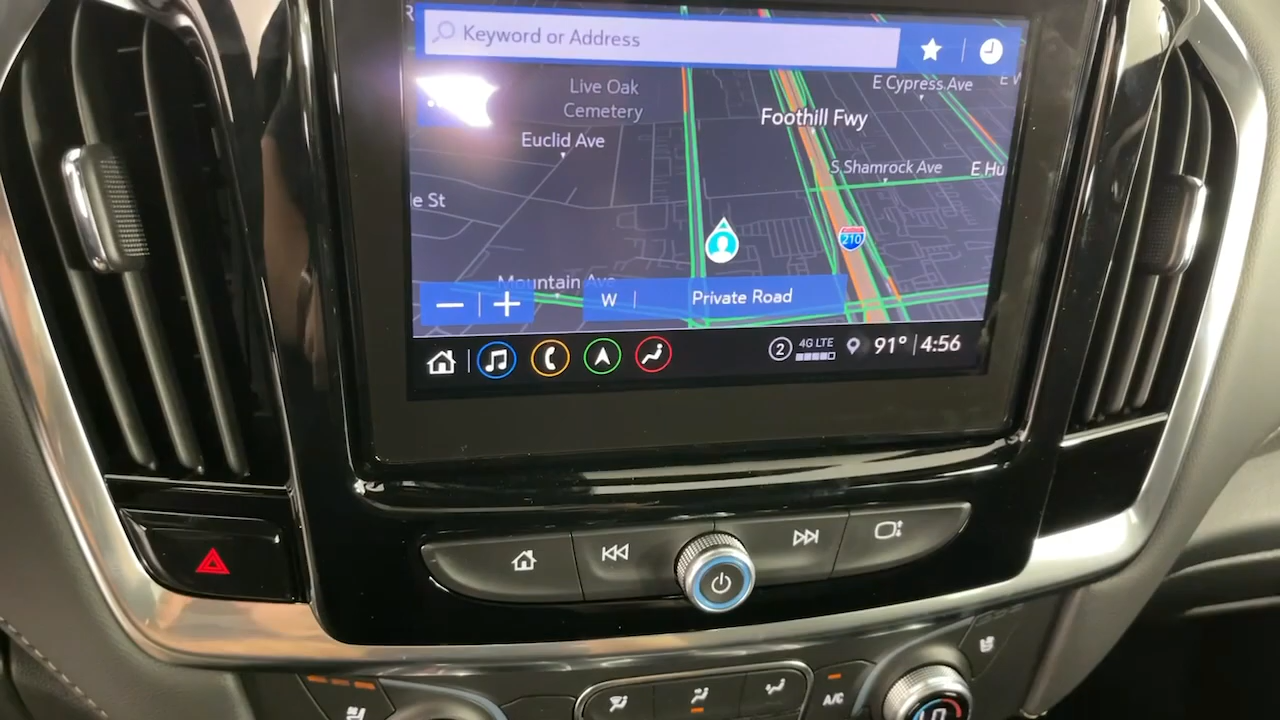 R
Keyword or Address
E Cypress Ave
Live Oak
Cemetery
Foothill Fwy
Euclid Ave
S Shamrock Ave
E Hu
e St
210
Mountain Ave
W
Private Road
2
4G LTE
91°
4:56
A/C
LO